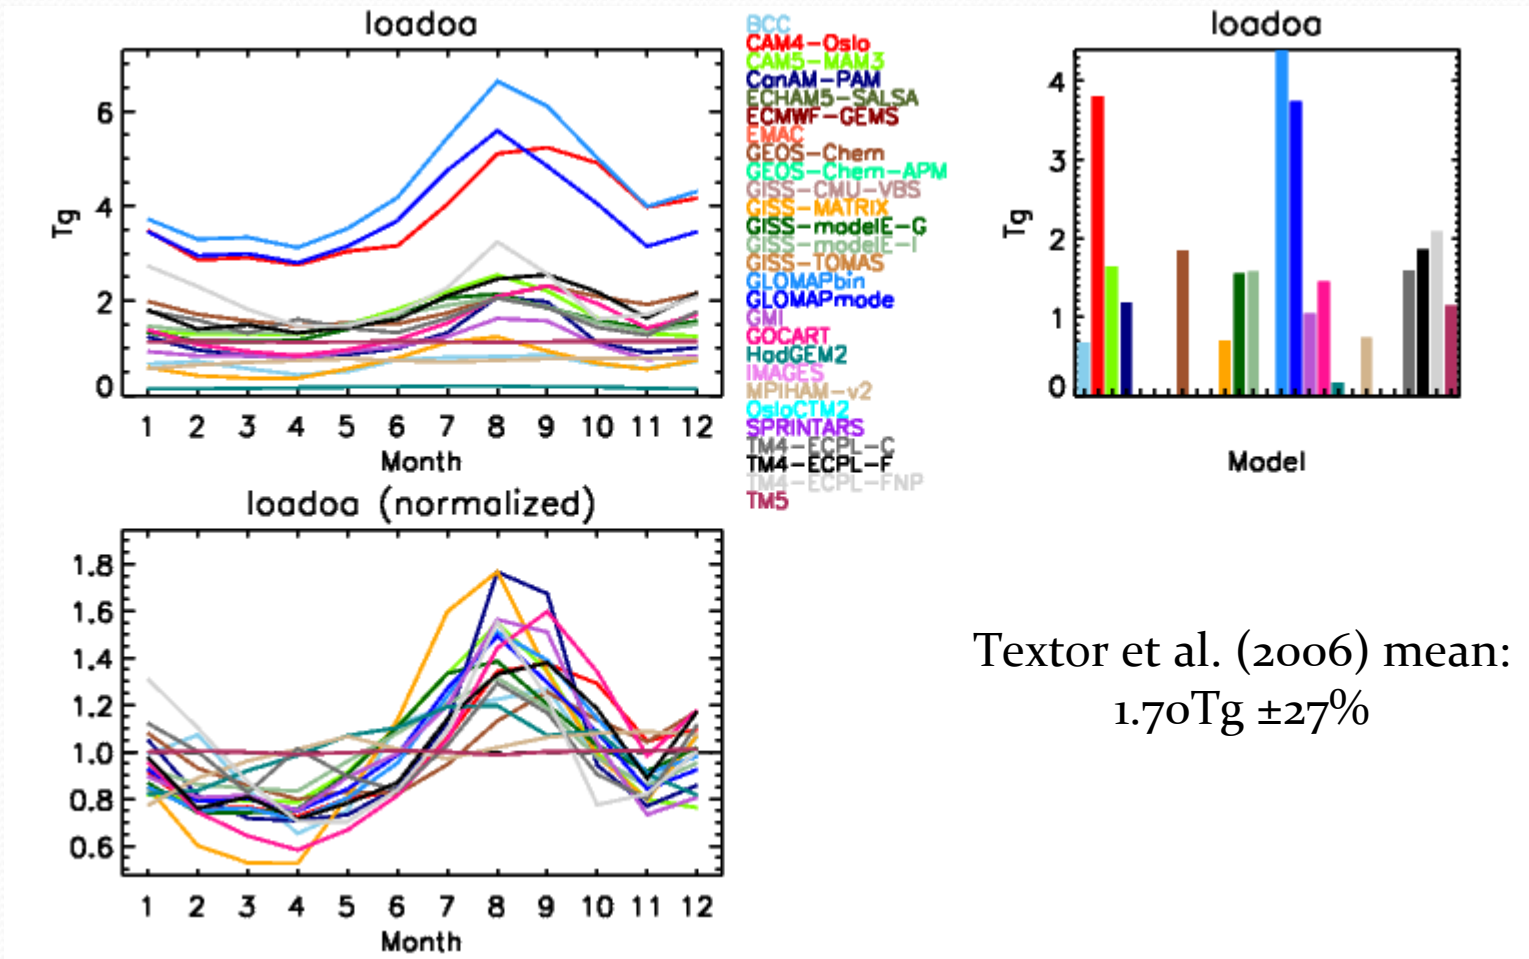 loadoa
6
4
2
0
Tg
1 2 3 4 5 6 7 8 9 10 11 12
Month
BCC
CAM4-Oslo
CAM5-MAM3
CanAM-PAM
ECHAM5-SALSA
ECMWF-GEMS
EMAC
GEOS-Chem
GEOS-Chem-APM
GISS-CMU-VBS
GISS-MATRIX
GISS-modelE-G
GISS-modelE-I
GISS-TOMAS
GLOMAPbin
GLOMAPmode
GMI
GOCART
HadGEM2
IMAGES
MPIHAM-v2
OsloCTM2
SPRINTARS
TM4-ECPL-C
TM4-ECPL-F
TM4-ECPL-FNP
TM5
loadoa
4
3
2
1
0
Tg
Model
loadoa (normalized)
1.8
1.6
1.4
1.2
1.0
0.8
0.6
1 2 3 4 5 6 7 8 9 10 11 12
Month
Textor et al. (2006) mean:
1.70Tg ±27%